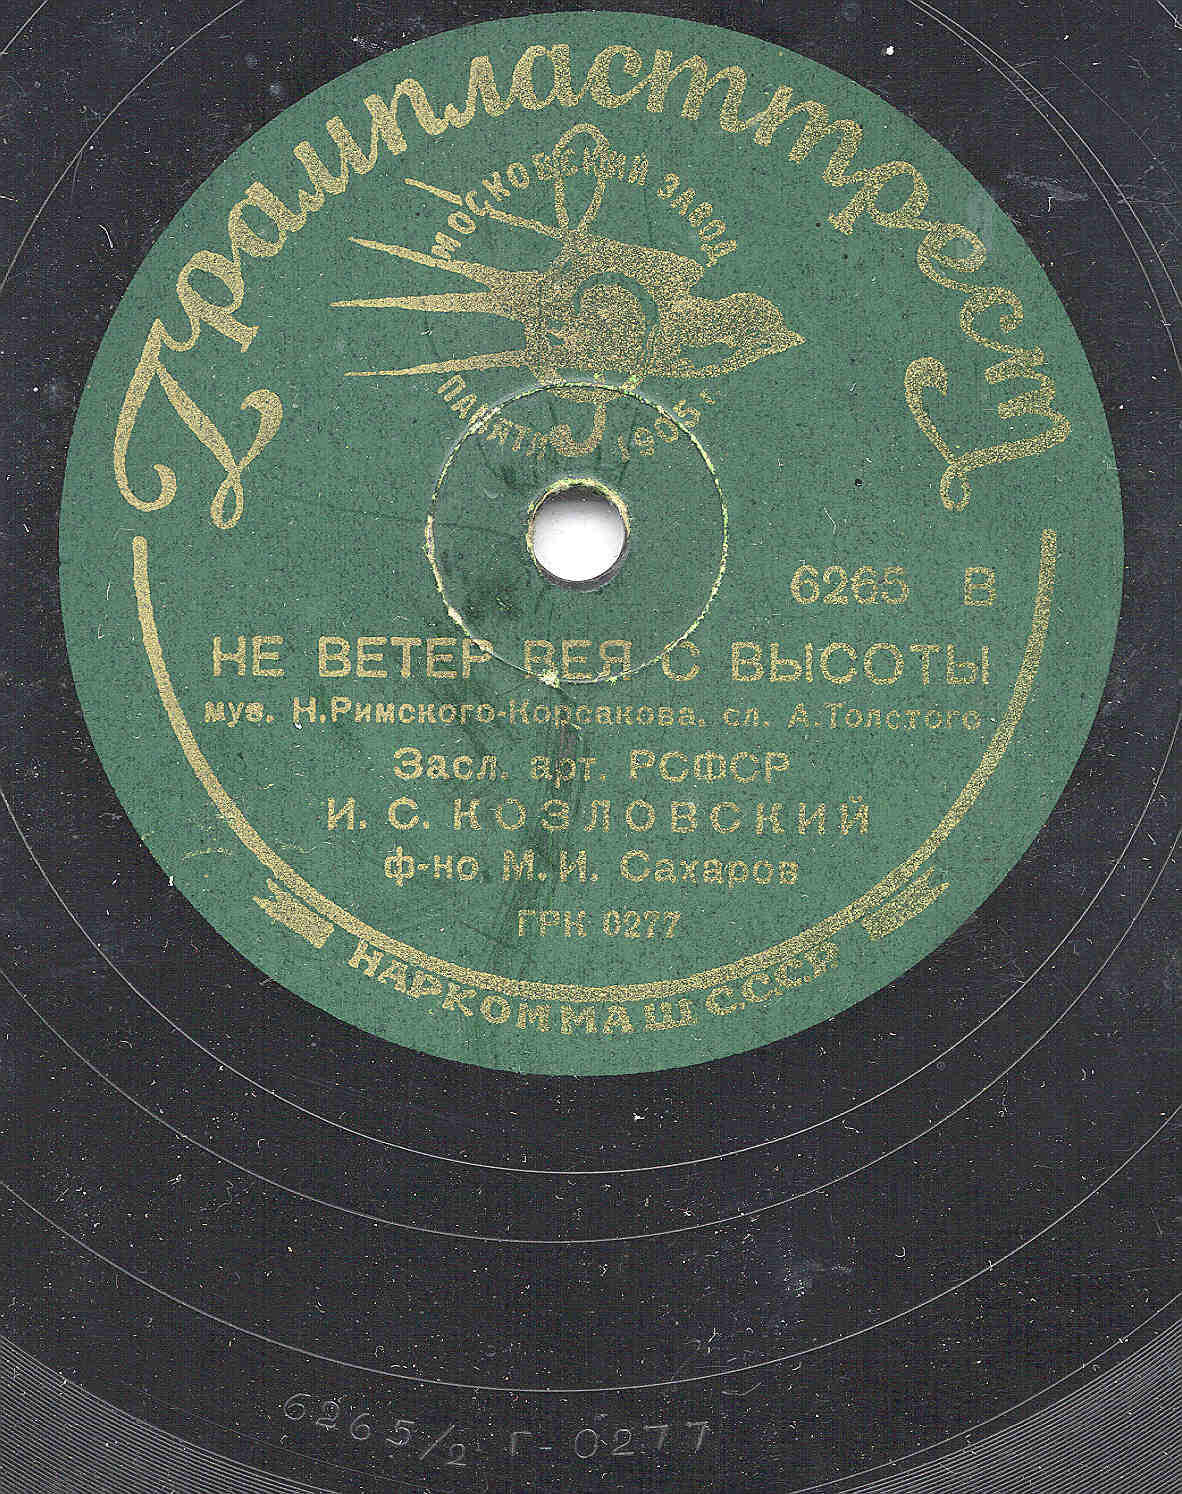 Грампласттрест
МОСКОВСКИЙ ЗАВОД
ПАМЯТИ 1905 г.
6265 В
НЕ ВЕТЕР ВЕЯ С ВЫСОТЫ
муз. Н.Римского-Корсакова, сл. А.Толстого
Засл. арт. РСФСР
И. С. КОЗЛОВСКИЙ
ф-но М. И. Сахаров
ГРК 0277
НАРКОММАШ СССР
6265/2 Г-0277